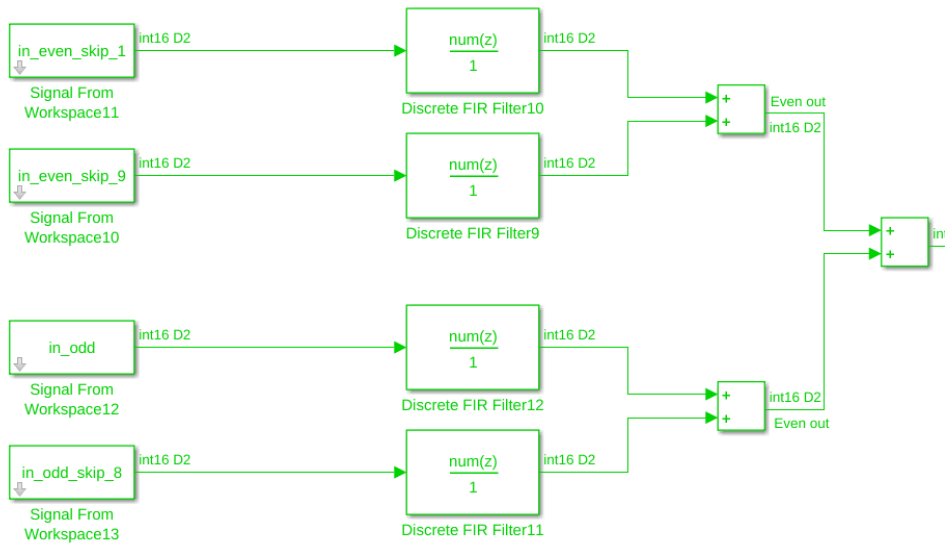 in_even_skip_1
int16 D2
Signal From
Workspace11
num(z)
1
Discrete FIR Filter10
int16 D2
in_even_skip_9
int16 D2
Signal From
Workspace10
num(z)
1
Discrete FIR Filter9
int16 D2
+
+
Even out
int16 D2
in_odd
int16 D2
Signal From
Workspace12
num(z)
1
Discrete FIR Filter12
int16 D2
in_odd_skip_8
int16 D2
Signal From
Workspace13
num(z)
1
Discrete FIR Filter11
int16 D2
+
+
int16 D2
Even out
+
+
int